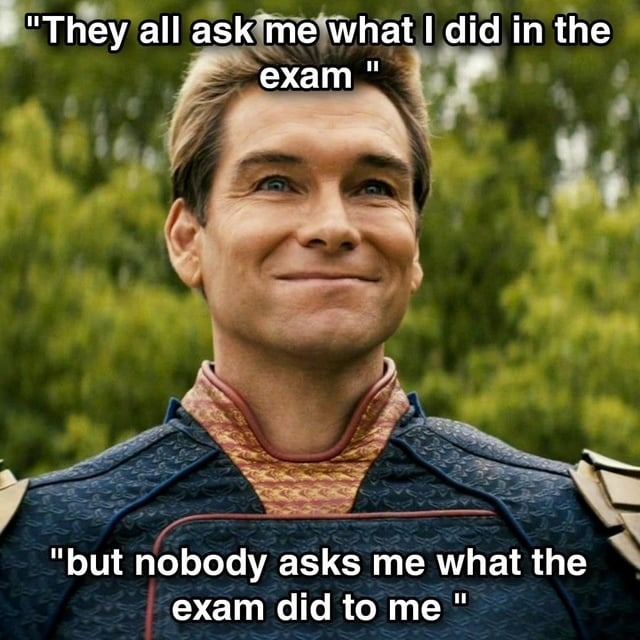 "They all ask me what I did in the
exam "
"but nobody asks me what the
exam did to me "